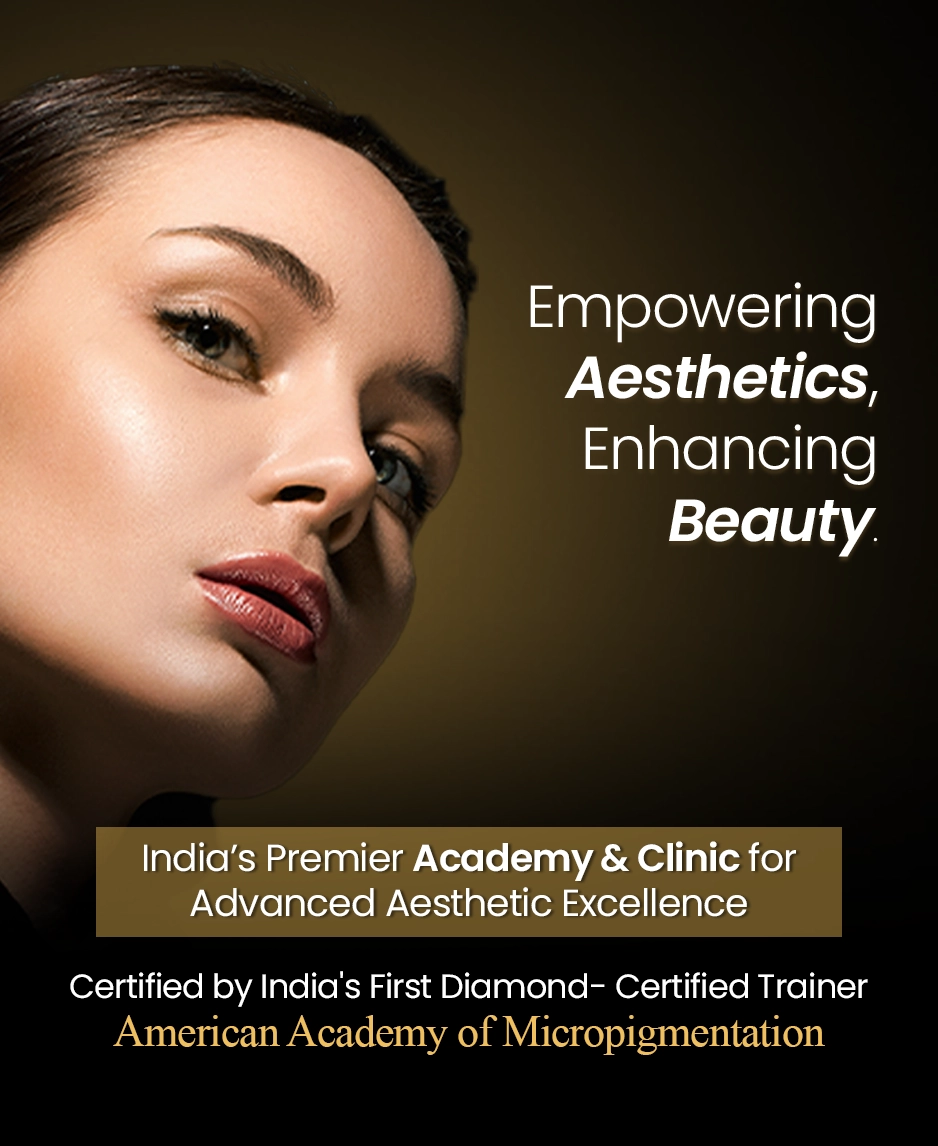 Empowering
Aesthetics,
Enhancing
Beauty.
India’s Premier Academy & Clinic for
Advanced Aesthetic Excellence
Certified by India's First Diamond- Certified Trainer
American Academy of Micropigmentation